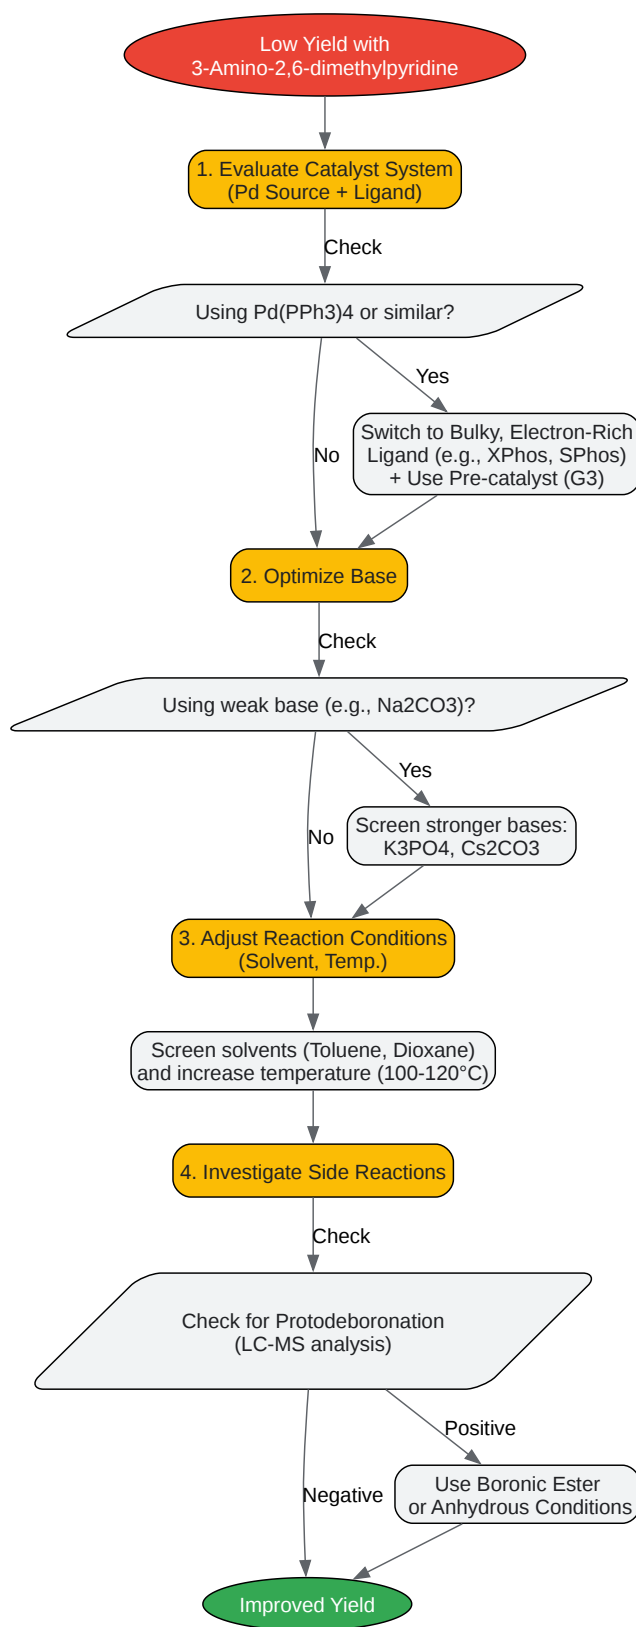 Low Yield with
3-Amino-2,6-dimethylpyridine
1. Evaluate Catalyst System
(Pd Source + Ligand)
Check
Using Pd(PPh3)4 or similar?
Yes
No
Switch to Bulky, Electron-Rich
Ligand (e.g., XPhos, SPhos)
+ Use Pre-catalyst (G3)
2. Optimize Base
Check
Using weak base (e.g., Na2CO3)?
Yes
No
Screen stronger bases:
K3PO4, Cs2CO3
3. Adjust Reaction Conditions
(Solvent, Temp.)
Screen solvents (Toluene, Dioxane)
and increase temperature (100-120°C)
4. Investigate Side Reactions
Check
Check for Protodeboronation
(LC-MS analysis)
Positive
Negative
Use Boronic Ester
or Anhydrous Conditions
Improved Yield